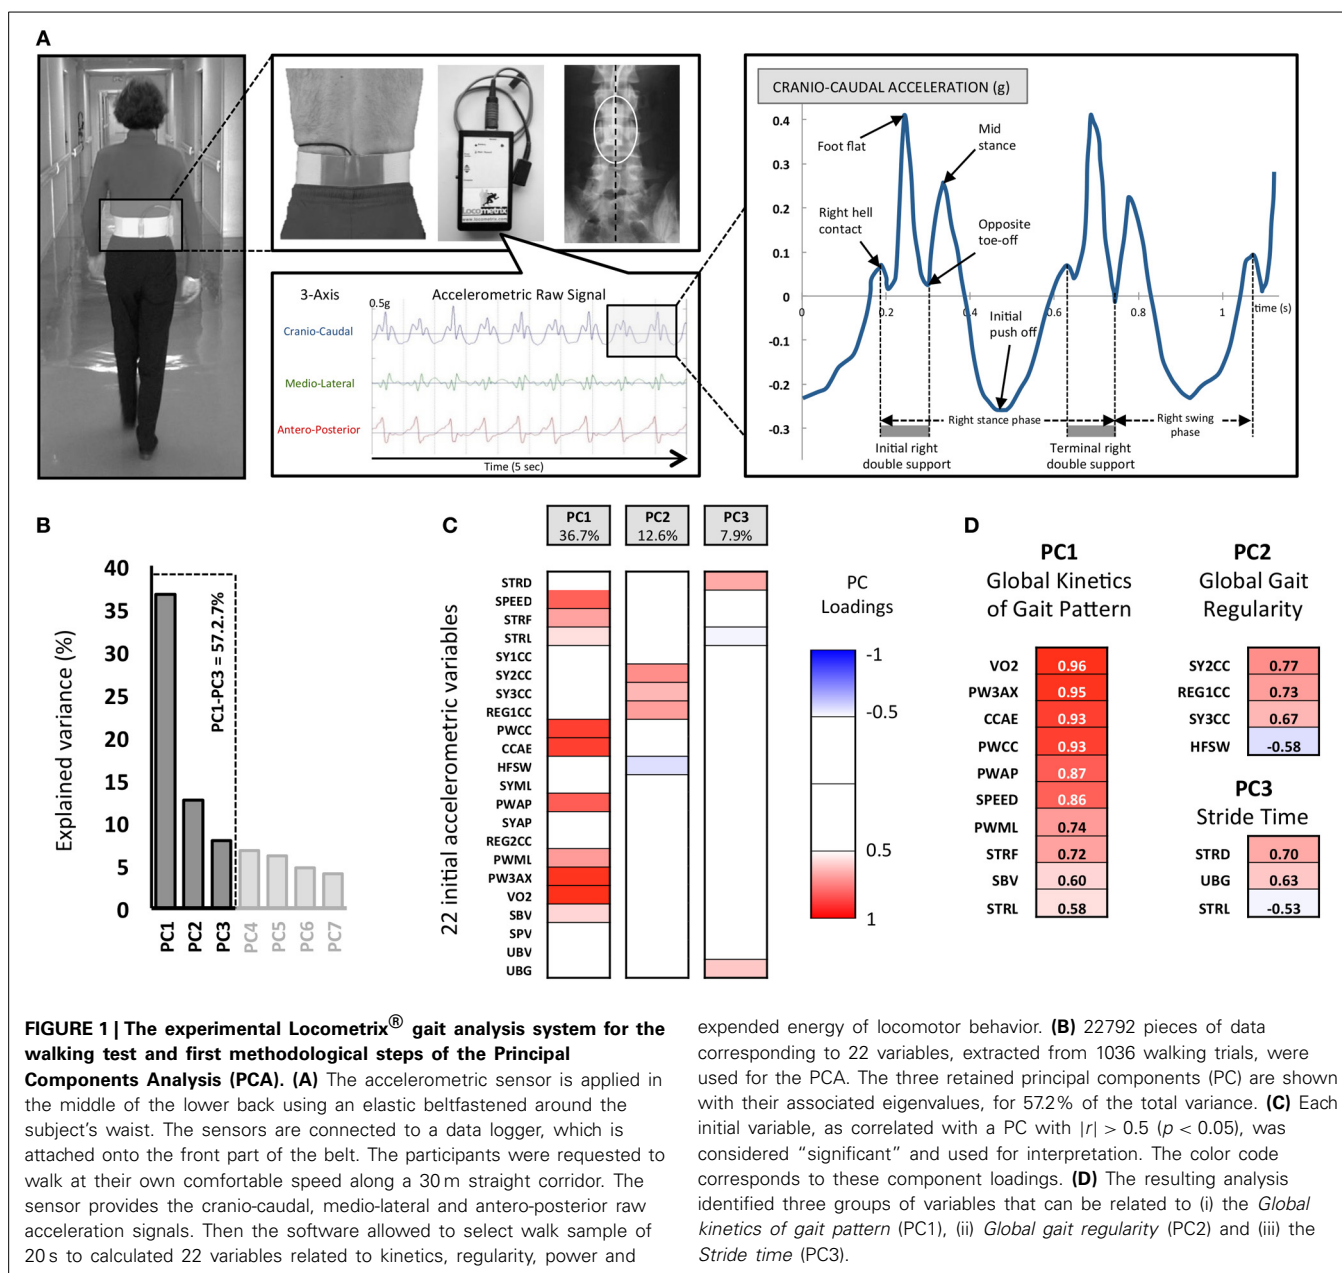 A
CRANIO-CAUDAL ACCELERATION (g)
0.4
0.3
0.2
0.1
0
-0.1
-0.2
-0.3
Foot flat
Mid
stance
Right hell
contact
Opposite
toe-off
Initial
push off
0
0.2
0.4
0.6
0.8
1
time (s)
Right stance phase
Right swing
phase
Initial right
double support
Terminal right
double support
Locometrix
3-Axis
Accelerometric Raw Signal
0.5g
Cranio-Caudal
Medio-Lateral
Antero-Posterior
Time (5 sec)
B
Explained variance (%)
40
35
30
25
20
15
10
5
0
PC1-PC3 = 57.2.7%
PC1
PC2
PC3
PC4
PC5
PC6
PC7
C
PC1
36.7%
PC2
12.6%
PC3
7.9%
22 initial accelerometric variables
STRD
SPEED
STRF
STRL
SY1CC
SY2CC
SY3CC
REG1CC
PWCC
CCAE
HFSW
SYML
PWAP
SYAP
REG2CC
PWML
PW3AX
VO2
SBV
SPV
UBV
UBG
PC
Loadings
-1
-0.5
0.5
1
D
PC1
Global Kinetics
of Gait Pattern
VO2 0.96
PW3AX 0.95
CCAE 0.93
PWCC 0.93
PWAP 0.87
SPEED 0.86
PWML 0.74
STRF 0.72
SBV 0.60
STRL 0.58
PC2
Global Gait
Regularity
SY2CC 0.77
REG1CC 0.73
SY3CC 0.67
HFSW -0.58
PC3
Stride Time
STRD 0.70
UBG 0.63
STRL -0.53
FIGURE 1 | The experimental Locometrix® gait analysis system for the
walking test and first methodological steps of the Principal
Components Analysis (PCA). (A) The accelerometric sensor is applied in
the middle of the lower back using an elastic beltfastened around the
subject's waist. The sensors are connected to a data logger, which is
attached onto the front part of the belt. The participants were requested to
walk at their own comfortable speed along a 30 m straight corridor. The
sensor provides the cranio-caudal, medio-lateral and antero-posterior raw
acceleration signals. Then the software allowed to select walk sample of
20 s to calculated 22 variables related to kinetics, regularity, power and
expended energy of locomotor behavior. (B) 22792 pieces of data
corresponding to 22 variables, extracted from 1036 walking trials, were
used for the PCA. The three retained principal components (PC) are shown
with their associated eigenvalues, for 57.2% of the total variance. (C) Each
initial variable, as correlated with a PC with |r| > 0.5 (p < 0.05), was
considered "significant" and used for interpretation. The color code
corresponds to these component loadings. (D) The resulting analysis
identified three groups of variables that can be related to (i) the Global
kinetics of gait pattern (PC1), (ii) Global gait regularity (PC2) and (iii) the
Stride time (PC3).